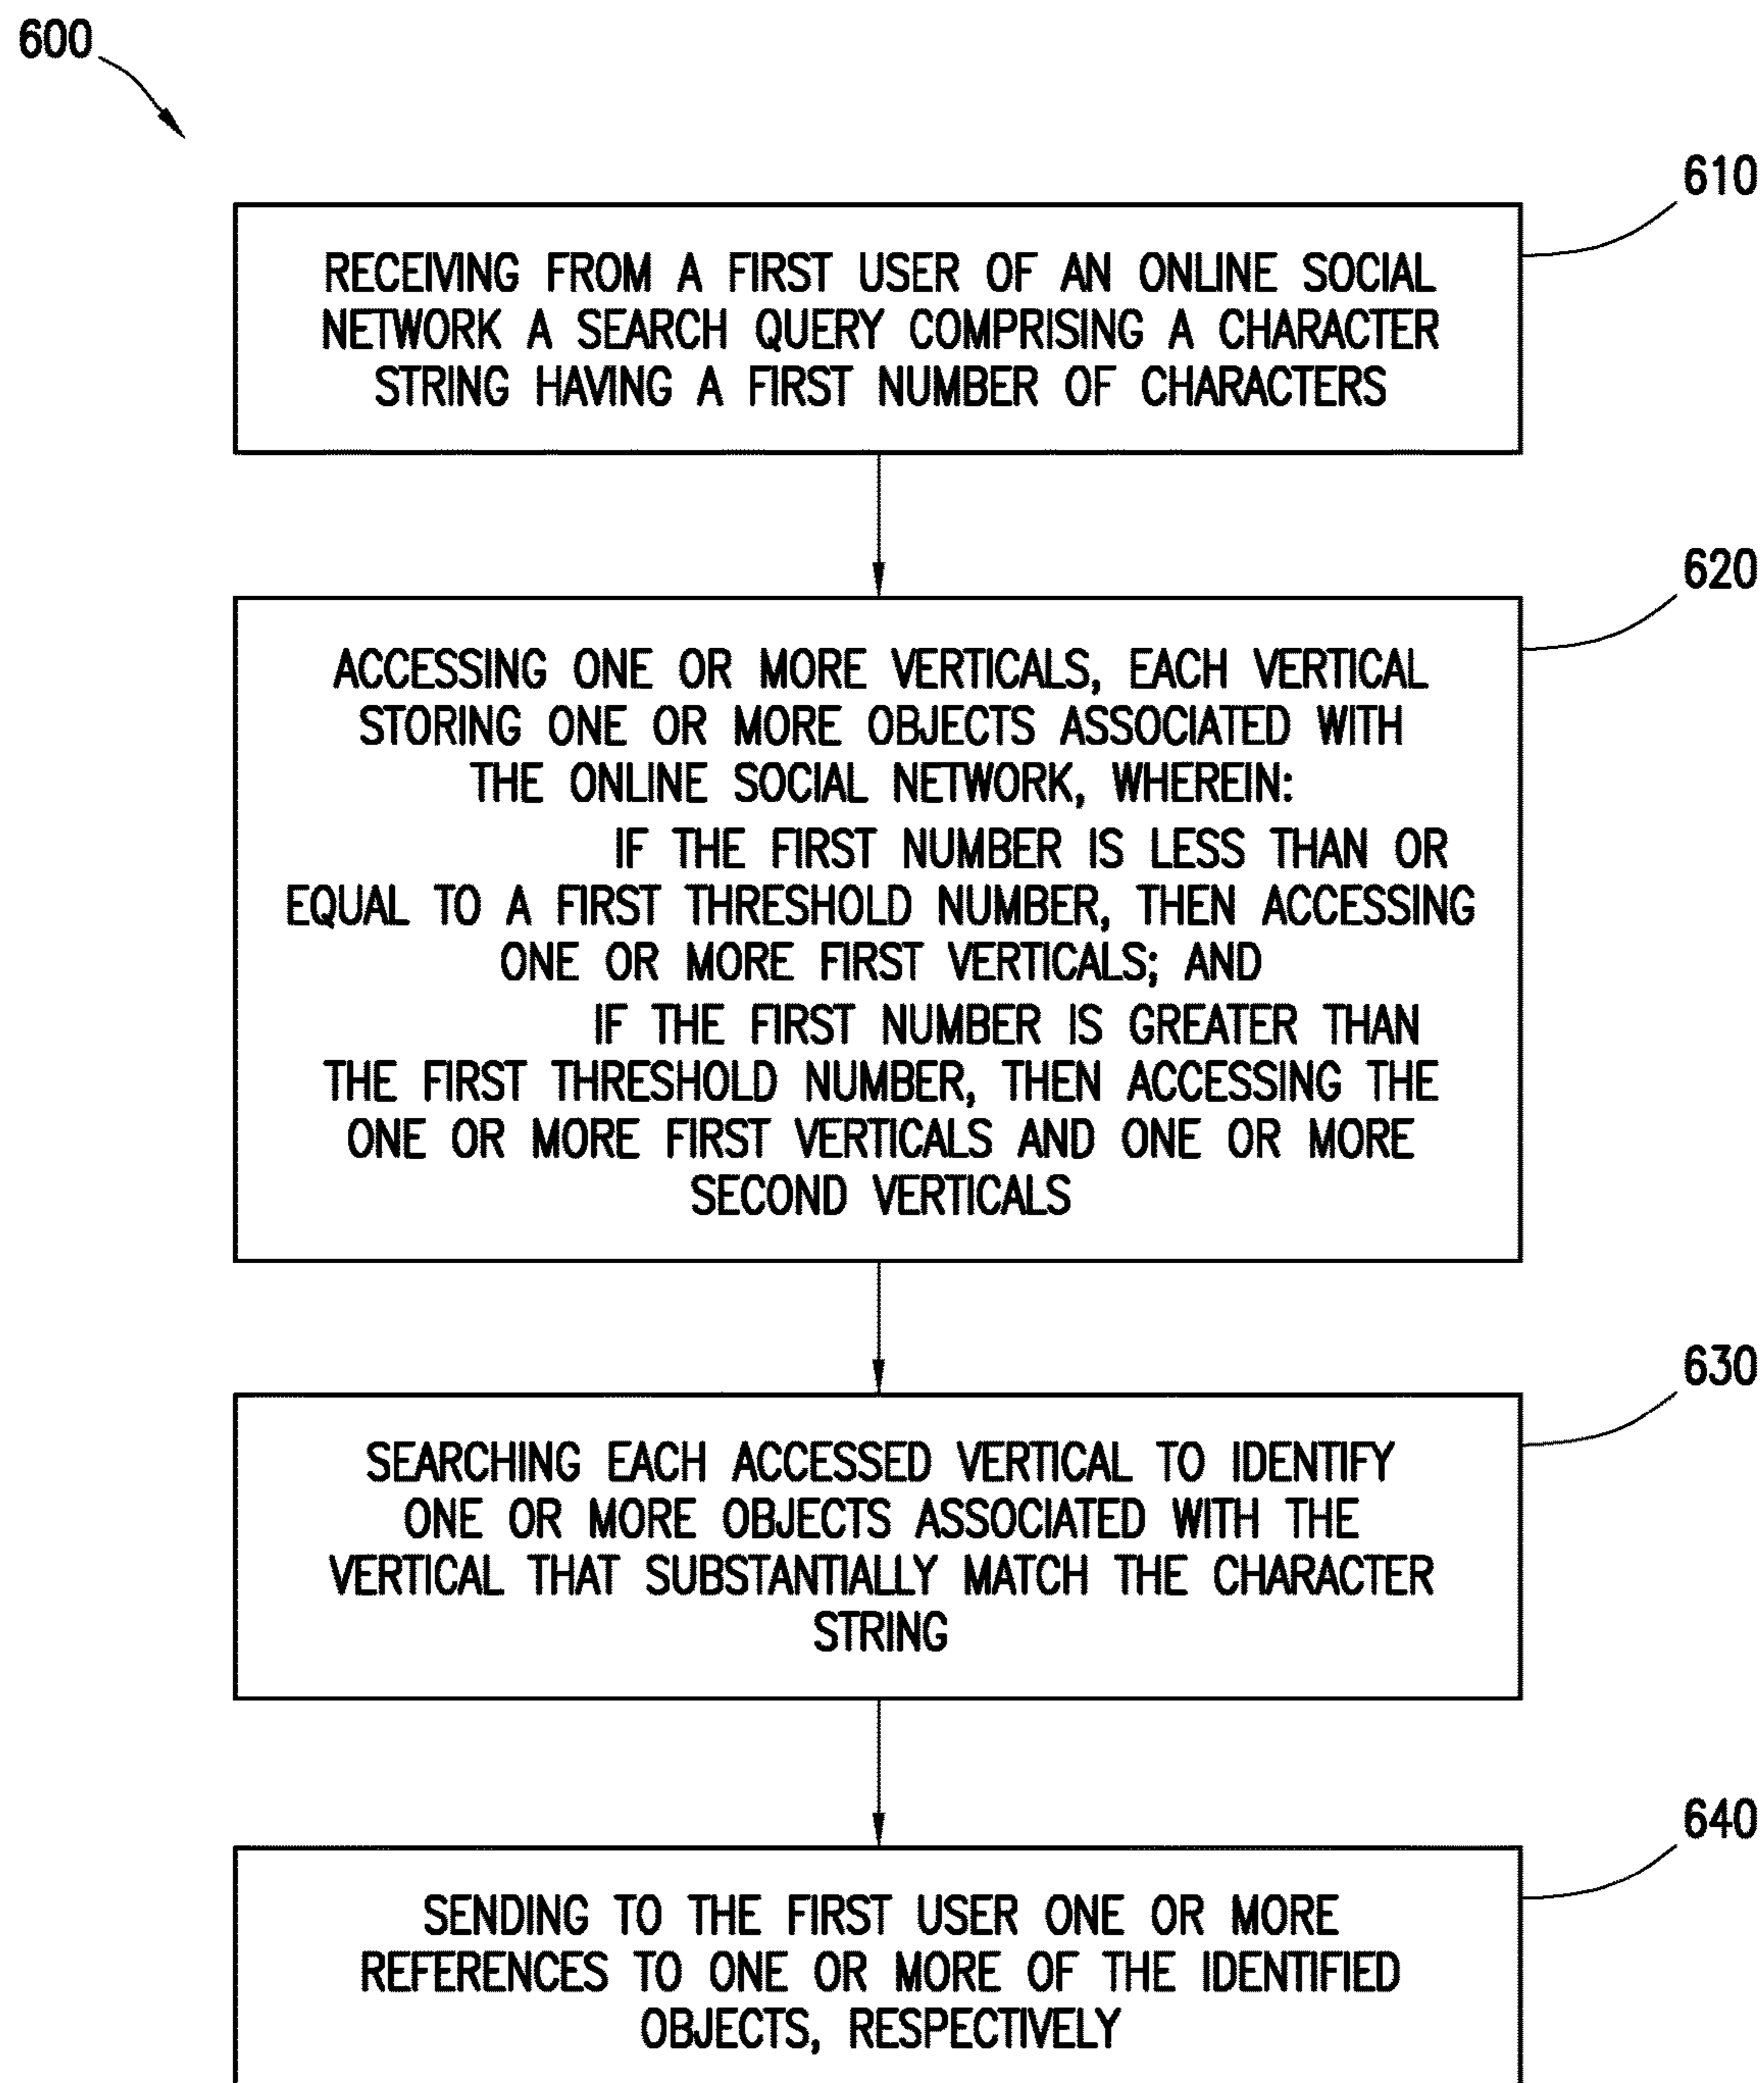 600
610
RECEIVING FROM A FIRST USER OF AN ONLINE SOCIAL
NETWORK A SEARCH QUERY COMPRISING A CHARACTER
STRING HAVING A FIRST NUMBER OF CHARACTERS
620
ACCESSING ONE OR MORE VERTICALS, EACH VERTICAL
STORING ONE OR MORE OBJECTS ASSOCIATED WITH
THE ONLINE SOCIAL NETWORK, WHEREIN:
IF THE FIRST NUMBER IS LESS THAN OR
EQUAL TO A FIRST THRESHOLD NUMBER, THEN ACCESSING
ONE OR MORE FIRST VERTICALS; AND
IF THE FIRST NUMBER IS GREATER THAN
THE FIRST THRESHOLD NUMBER, THEN ACCESSING THE
ONE OR MORE FIRST VERTICALS AND ONE OR MORE
SECOND VERTICALS
630
SEARCHING EACH ACCESSED VERTICAL TO IDENTIFY
ONE OR MORE OBJECTS ASSOCIATED WITH THE
VERTICAL THAT SUBSTANTIALLY MATCH THE CHARACTER
STRING
640
SENDING TO THE FIRST USER ONE OR MORE
REFERENCES TO ONE OR MORE OF THE IDENTIFIED
OBJECTS, RESPECTIVELY